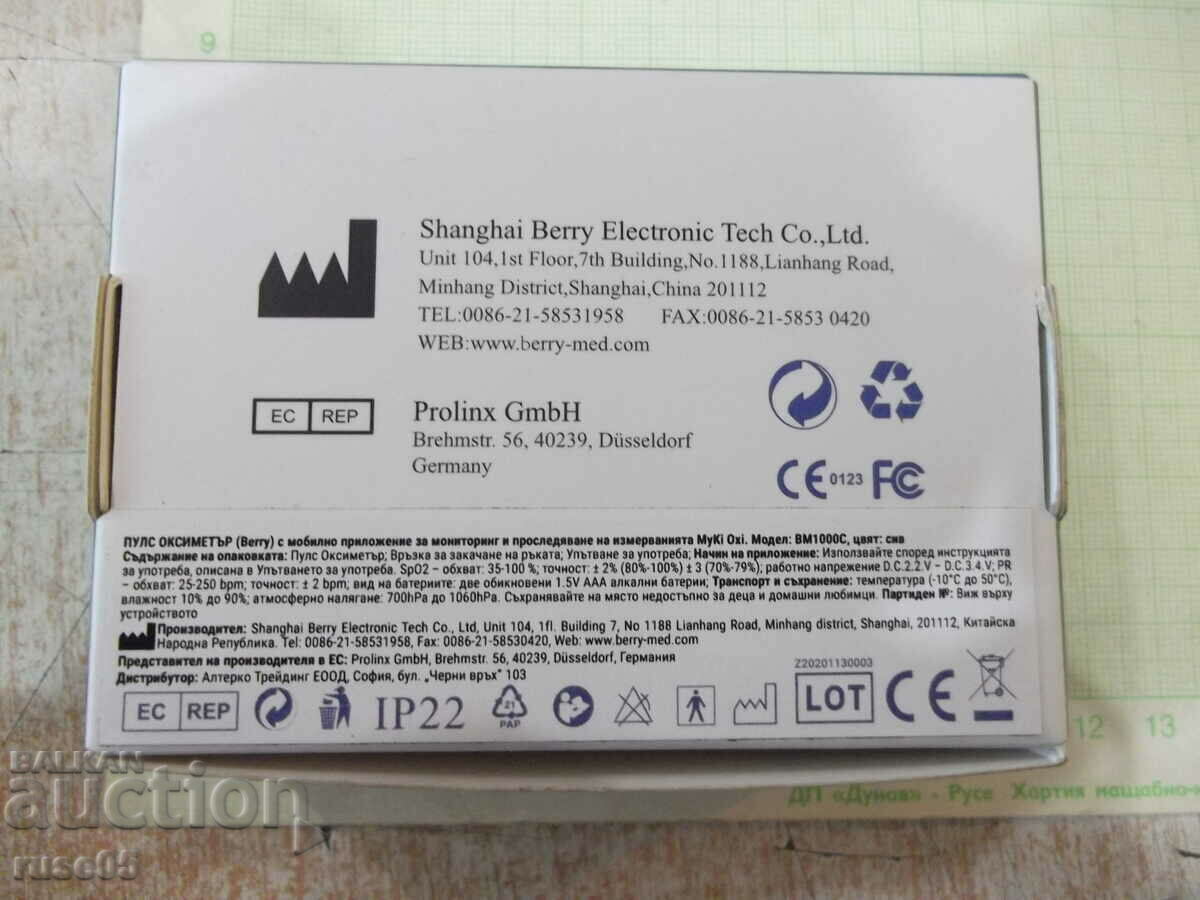 9
Shanghai Berry Electronic Tech Co.,Ltd.
Unit 104,1st Floor,7th Building,No.1188,Lianhang Road,
Minhang District,Shanghai,China 201112
TEL:0086-21-58531958 FAX:0086-21-5853 0420
WEB:www.berry-med.com
EC REP
Prolinx GmbH
Brehmstr. 56, 40239, Düsseldorf
Germany
CE 0123 FC
ПУЛС ОКСИМЕТЪР (Berry) с мобилно приложение за мониторинг и проследяване на измерванията MyKi Oxi. Модел: BM1000C, цвят: сив
Съдържание на опаковката: Пулс Оксиметър; Връзка за закачане на ръката; Упътване за употреба; Начин на приложение: Използвайте според инструкцията
за употреба, описана в Упътването за употреба. SpO2 – обхват: 35-100 %; точност: ± 2% (80%-100%) ± 3 (70%-79%); работно напрежение D.C.2.2.V – D.C.3.4.V; PR
- обхват: 25-250 bpm; точност: ± 2 bpm; вид на батериите: две обикновени 1.5V AAA алкални батерии; Транспорт и съхранение: температура (-10°C до 50°C),
влажност 10% до 90%; атмосферно налягане: 700hPa до 1060hPa. Съхранявайте на място недостъпно за деца и домашни любимци. Партиден №: Виж върху
устройството
Производител: Shanghai Berry Electronic Tech Co., Ltd, Unit 104, 1fl. Building 7, No 1188 Lianhang Road, Minhang district, Shanghai, 201112, Китайска
Народна Република. Tel: 0086-21-58531958, Fax: 0086-21-58530420, Web: www.berry-med.com
Представител на производителя в ЕС: Prolinx GmbH, Brehmstr. 56, 40239, Düsseldorf, Германия
Дистрибутор: Алтерко Трейдинг ЕООД, София, бул. „Черни връх" 103
Z20201130003
EC REP IP22 21 PAP LOT CE
12 13
ДП «Дунав» - Русе Хартия мащабно-
BALKAN
auction
ruse05